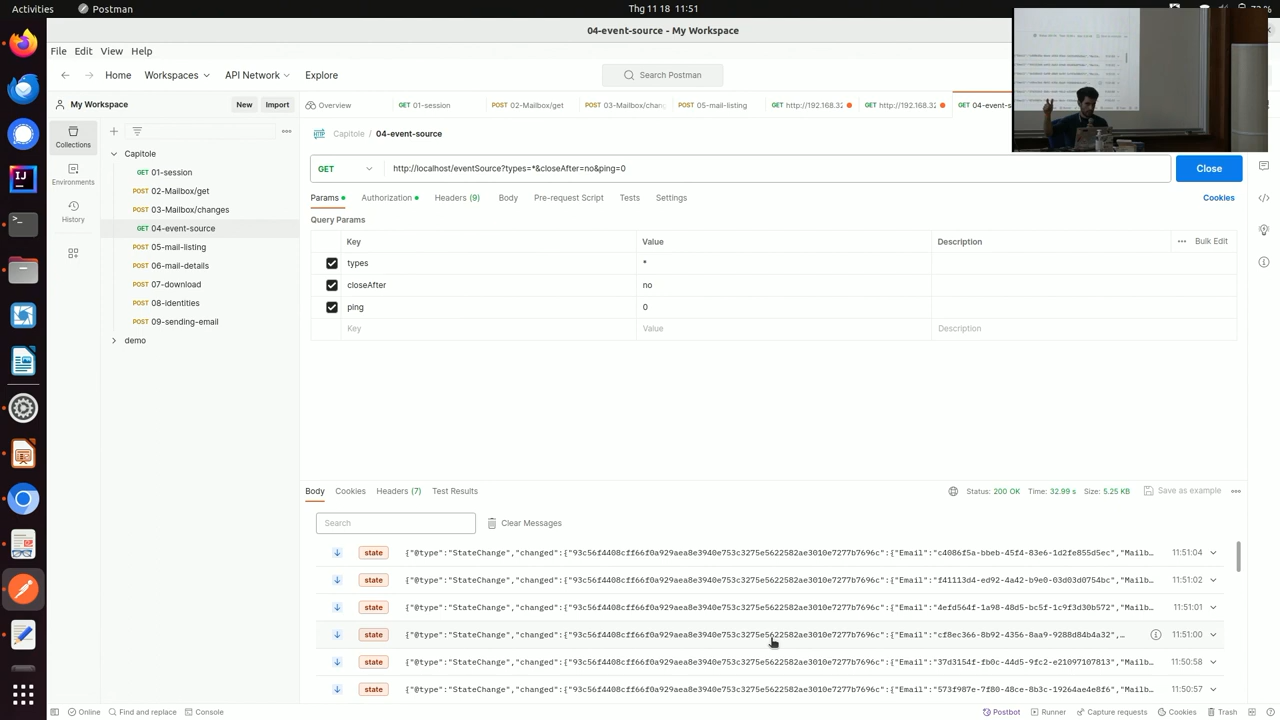 Activities Postman Thg 11 18 11:51
04-event-source - My Workspace
File Edit View Help
Home Workspaces API Network Explore Search Postman
My Workspace New Import
Overview GET 01-session POST 02-Mailbox/get POST 03-Mailbox/chan POST 05-mail-listing GET http://192.168.32 GET http://192.168.32 GET 04-event-s
Collections
Environments
History
Capitole
GET 01-session
POST 02-Mailbox/get
POST 03-Mailbox/changes
GET 04-event-source
POST 05-mail-listing
POST 06-mail-details
POST 07-download
POST 08-identities
POST 09-sending-email
demo
Capitole / 04-event-source
GET http://localhost/eventSource?types=*&closeAfter=no&ping=0 Close
Params Authorization Headers (9) Body Pre-request Script Tests Settings Cookies
Query Params
Key Value Description Bulk Edit
types *
closeAfter no
ping 0
Key Value Description
Body Cookies Headers (7) Test Results Status: 200 OK Time: 32.99 s Size: 5.25 KB Save as example
Search Clear Messages
state {"@type":"StateChange","changed":{"93c56f4408cff66f0a929aea8e3940e753c3275e5622582ae3010e7277b7696c":{"Email":"c4086f5a-bbeb-45f4-83e6-1d2fe855d5ec","Mailb… 11:51:04
state {"@type":"StateChange","changed":{"93c56f4408cff66f0a929aea8e3940e753c3275e5622582ae3010e7277b7696c":{"Email":"f41113d4-ed92-4a42-b9e0-03d03d0754bc","Mailb… 11:51:02
state {"@type":"StateChange","changed":{"93c56f4408cff66f0a929aea8e3940e753c3275e5622582ae3010e7277b7696c":{"Email":"4efd564f-1a98-48d5-bc5f-1c9f3d30b572","Mailb… 11:51:01
state {"@type":"StateChange","changed":{"93c56f4408cff66f0a929aea8e3940e753c3275e5622582ae3010e7277b7696c":{"Email":"cf8ec366-8b92-4356-8aa9-9288d84b4a32",… 11:51:00
state {"@type":"StateChange","changed":{"93c56f4408cff66f0a929aea8e3940e753c3275e5622582ae3010e7277b7696c":{"Email":"37d3154f-fb0c-44d5-9fc2-e21097107813","Mailb… 11:50:58
state {"@type":"StateChange","changed":{"93c56f4408cff66f0a929aea8e3940e753c3275e5622582ae3010e7277b7696c":{"Email":"573f987e-7f80-48ce-8b3c-19264ae4e8f6","Mailb… 11:50:57
Online Find and replace Console Postbot Runner Capture requests Cookies Trash